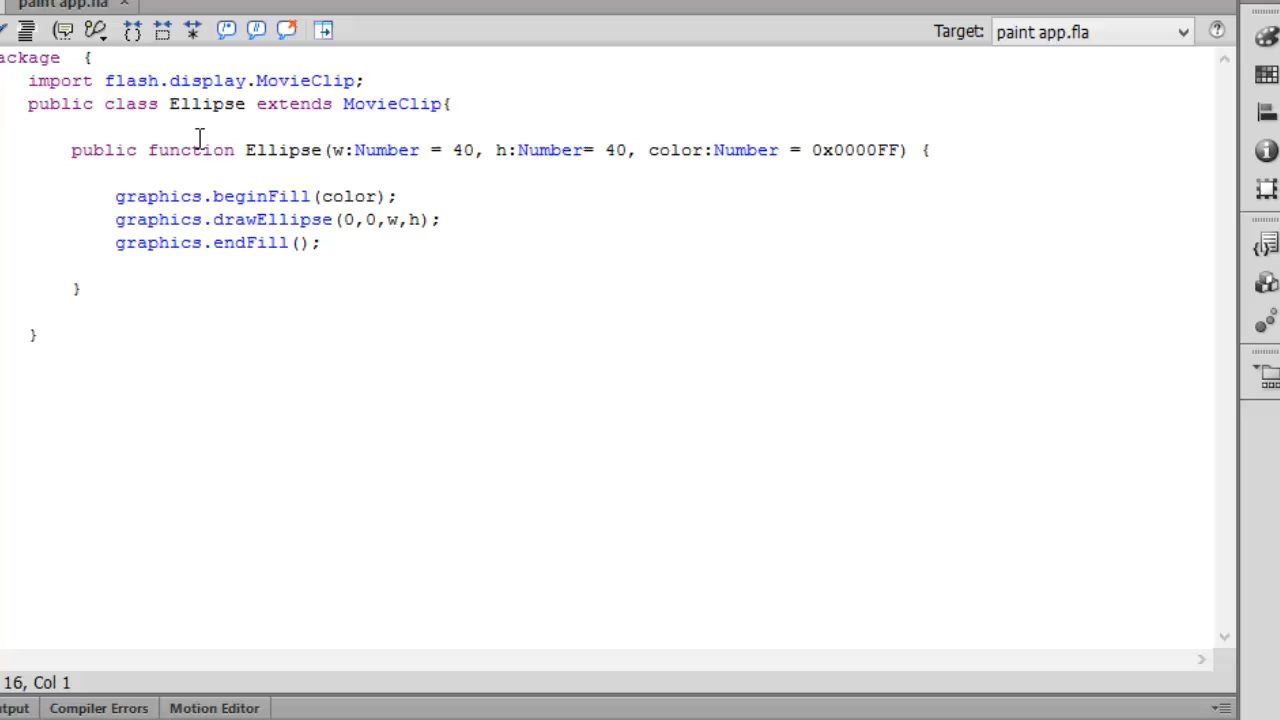 paint app.fla
Target: paint app.fla
ackage {
import flash.display.MovieClip;
public class Ellipse extends MovieClip{
public function Ellipse(w:Number = 40, h:Number= 40, color:Number = 0x0000FF) {
graphics.beginFill(color);
graphics.drawEllipse(0,0,w,h);
graphics.endFill();
}
}
16, Col 1
tput Compiler Errors Motion Editor